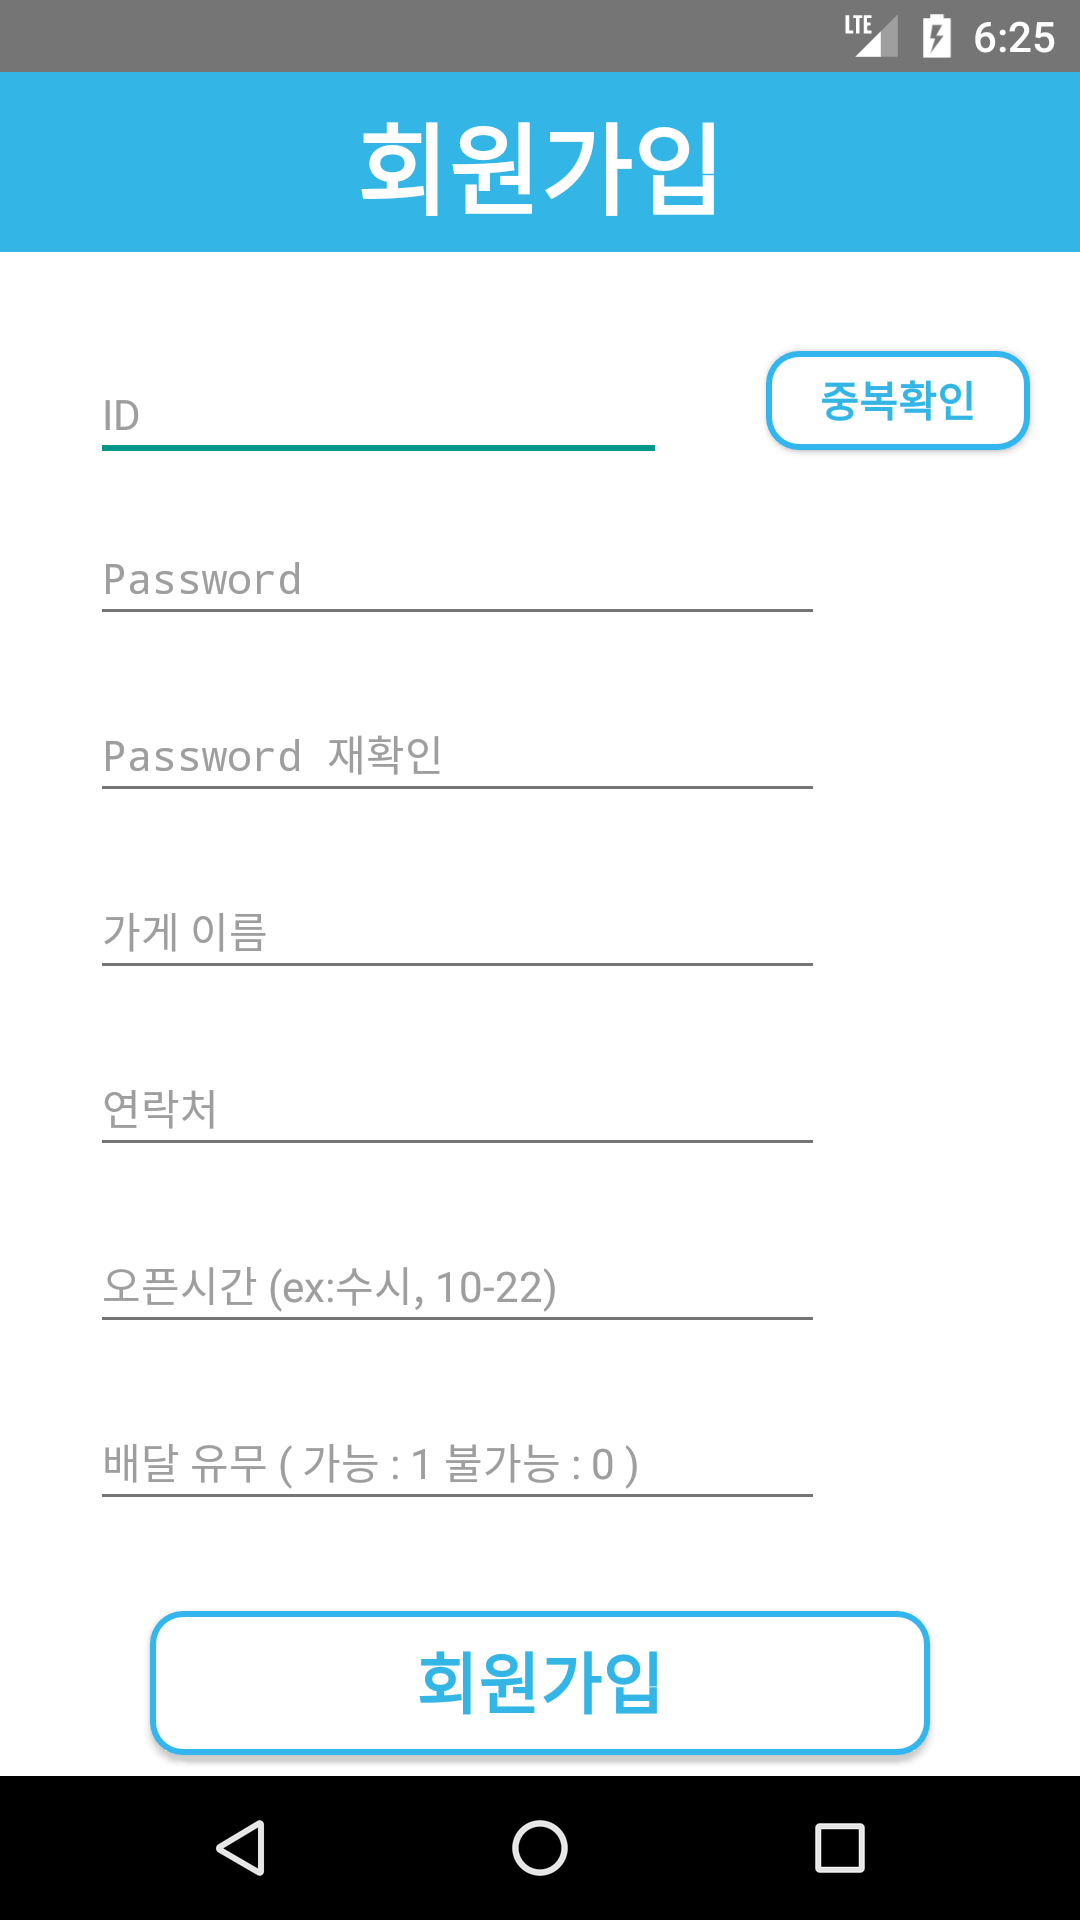 LTE 6:25
회원가입
ID
중복확인
Password
Password 재확인
가게 이름
연락처
오픈시간 (ex:수시, 10-22)
배달 유무 ( 가능 : 1 불가능 : 0 )
회원가입